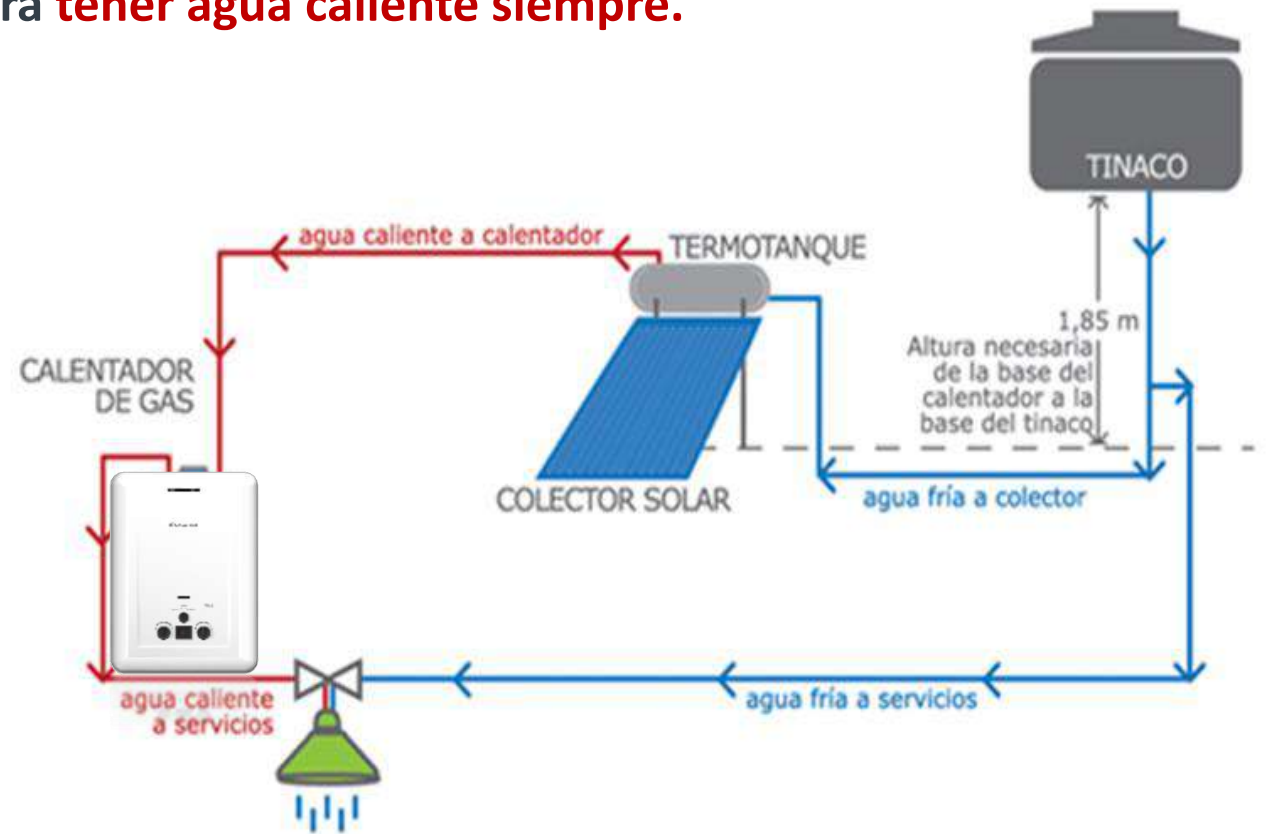 ra tener agua caliente siempre.
TINACO
agua caliente a calentador
TERMOTANQUE
1,85 m
Altura necesaria
de la base del
calentador a la
base del tinaco
CALENTADOR
DE GAS
COLECTOR SOLAR
agua fría a colector
agua caliente
a servicios
agua fría a servicios